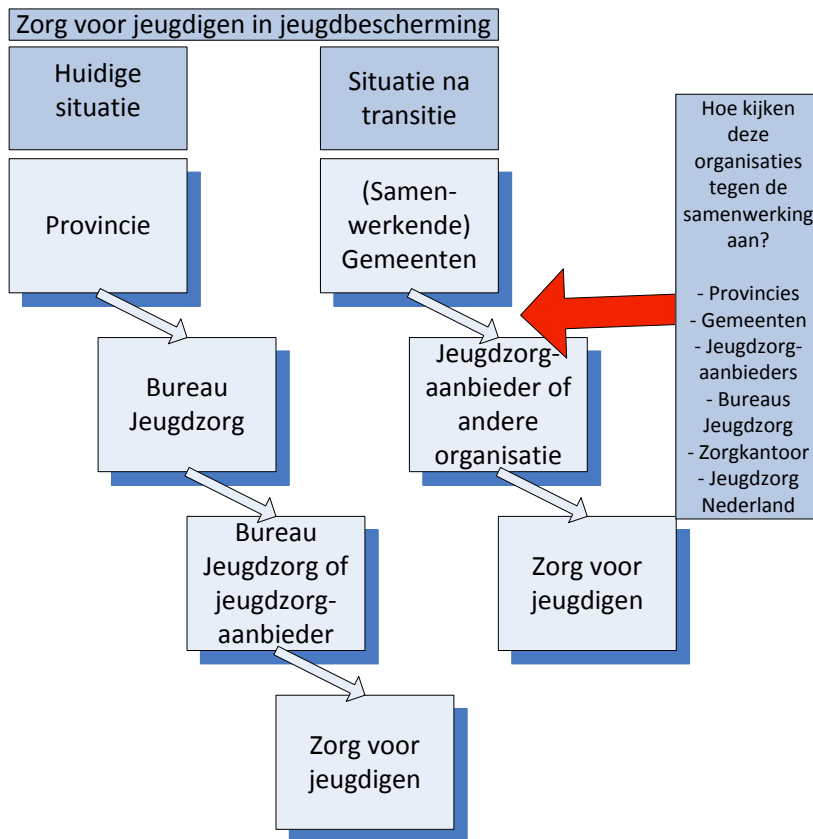 Zorg voor jeugdigen in jeugdbescherming
Huidige
situatie
Situatie na
transitie
Provincie
(Samen-
werkende)
Gemeenten
Bureau
Jeugdzorg
Jeugdzorg-
aanbieder of
andere
organisatie
Bureau
Jeugdzorg of
jeugdzorg-
aanbieder
Zorg voor
jeugdigen
Zorg voor
jeugdigen
Hoe kijken
deze
organisaties
tegen de
samenwerking
aan?
- Provincies
- Gemeenten
- Jeugdzorg-
aanbieders
- Bureaus
Jeugdzorg
- Zorgkantoor
- Jeugdzorg
Nederland